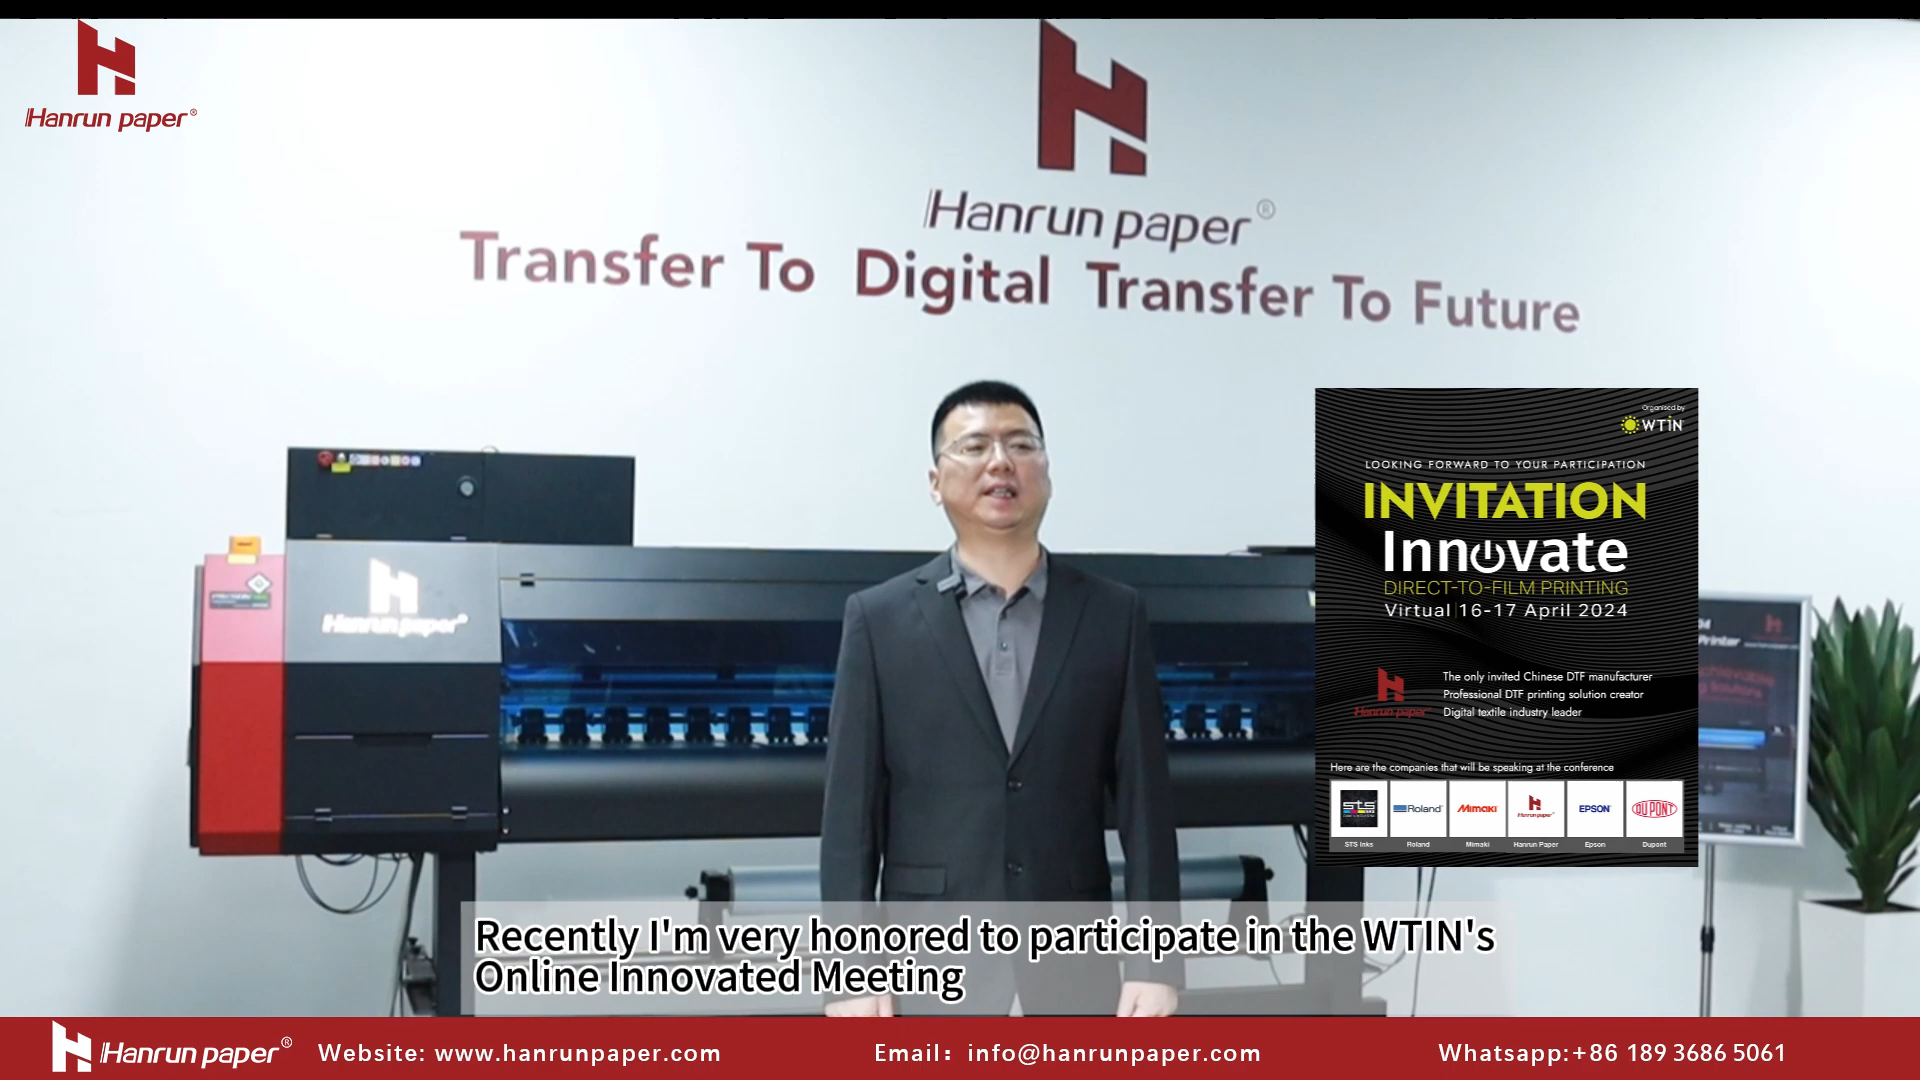 Hanrun paper®
Hanrun paper®
Transfer To Digital Transfer To Future
Hanrun paper®
Organised by
WTiN
LOOKING FORWARD TO YOUR PARTICIPATION
INVITATION
Innovate
DIRECT-TO-FILM PRINTING
Virtual 16-17 April 2024
The only invited Chinese DTF manufacturer
Professional DTF printing solution creator
Digital textile industry leader
Hanrun paper
Here are the companies that will be speaking at the conference
sts Roland Mimaki Hanrun paper EPSON DUPONT
STS Inks Roland Mimaki Hanrun Paper Epson Dupont
Printer
Recently I'm very honored to participate in the WTIN's
Online Innovated Meeting
Hanrun paper® Website: www.hanrunpaper.com Email: info@hanrunpaper.com Whatsapp:+86 189 3686 5061